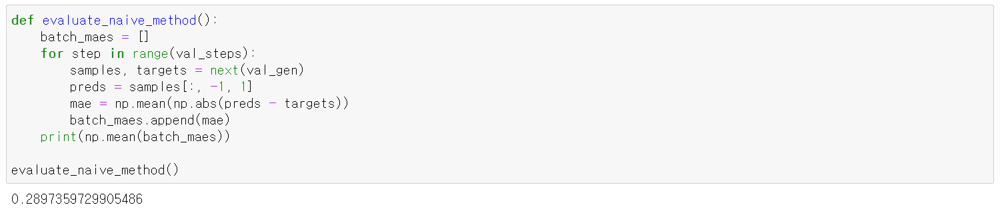 def evaluate_naive_method():
    batch_maes = []
    for step in range(val_steps):
        samples, targets = next(val_gen)
        preds = samples[:, -1, 1]
        mae = np.mean(np.abs(preds - targets))
        batch_maes.append(mae)
    print(np.mean(batch_maes))
evaluate_naive_method()
0.2897359729905486